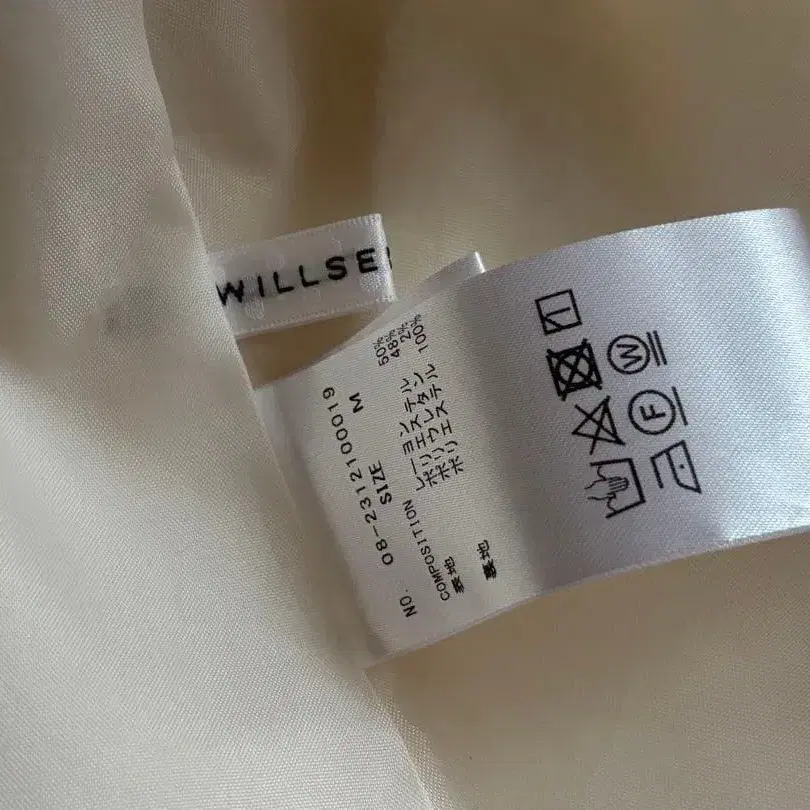 WILLSE
NO. 08-2312100019
SIZE M
COMPOSITION
表地 レーヨン 50%
ポリエステル 48%
ポリウレタン 2%
裏地 ポリエステル 100%
W
F